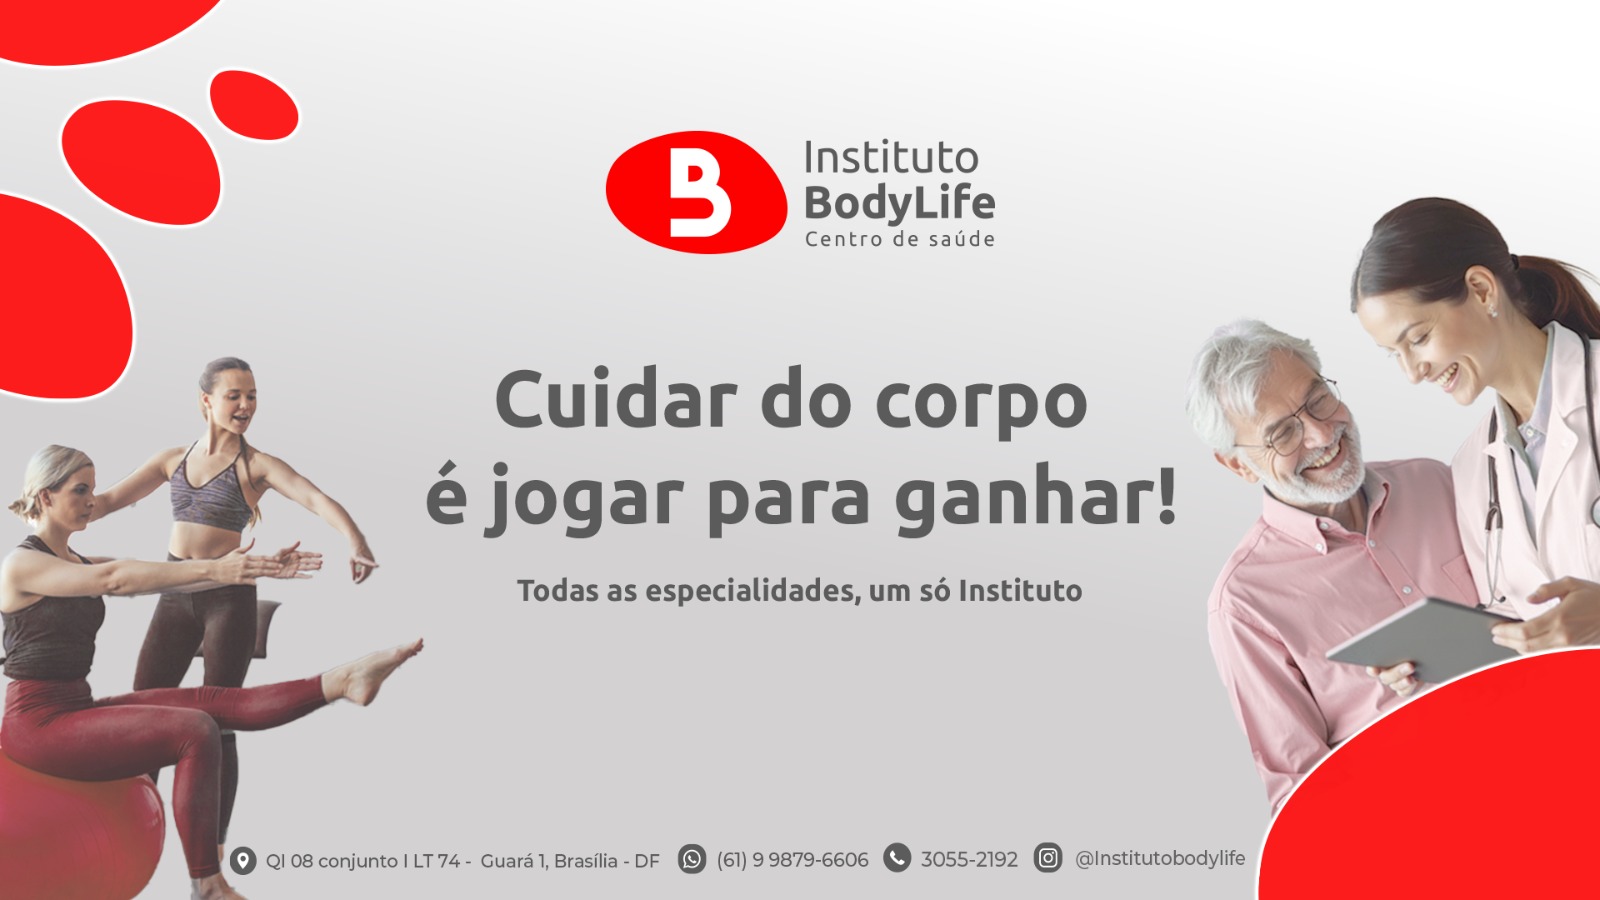 B
Instituto
BodyLife
Centro de saúde
Cuidar do corpo
é jogar para ganhar!
Todas as especialidades, um só Instituto
QI 08 conjunto I LT 74 - Guará 1, Brasília - DF (61) 9 9879-6606 3055-2192 @Institutobodylife